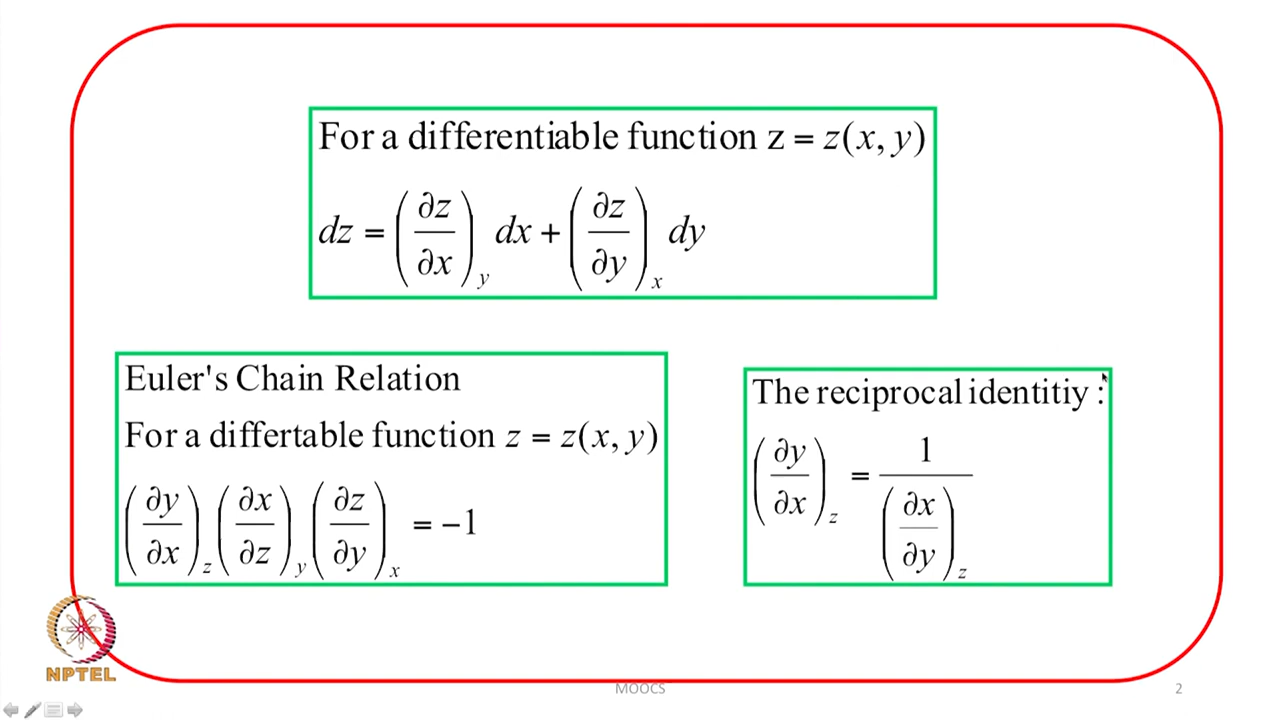 For a differentiable function z = z(x, y)
dz = (∂z/∂x)_y dx + (∂z/∂y)_x dy
Euler's Chain Relation
For a differtable function z = z(x, y)
(∂y/∂x)_z (∂x/∂z)_y (∂z/∂y)_x = −1
The reciprocal identitiy :
(∂y/∂x)_z = 1/(∂x/∂y)_z
NPTEL
MOOCS
2